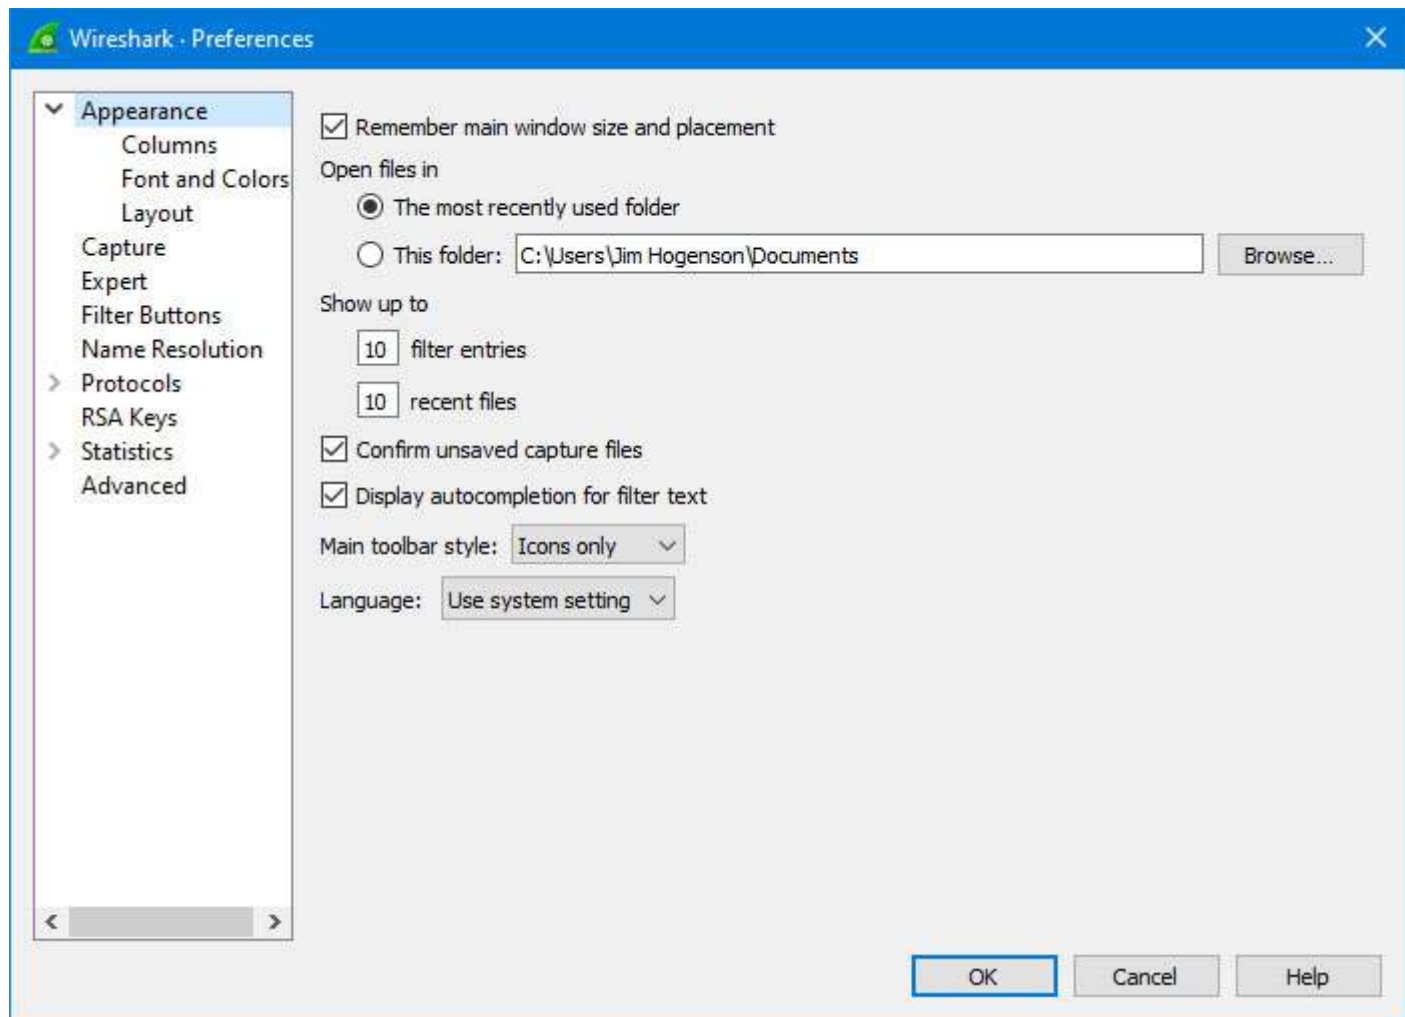 Wireshark · Preferences
Appearance
Columns
Font and Colors
Layout
Capture
Expert
Filter Buttons
Name Resolution
Protocols
RSA Keys
Statistics
Advanced
Remember main window size and placement
Open files in
The most recently used folder
This folder: C:\Users\Jim Hogenson\Documents Browse...
Show up to
10 filter entries
10 recent files
Confirm unsaved capture files
Display autocompletion for filter text
Main toolbar style: Icons only
Language: Use system setting
OK Cancel Help